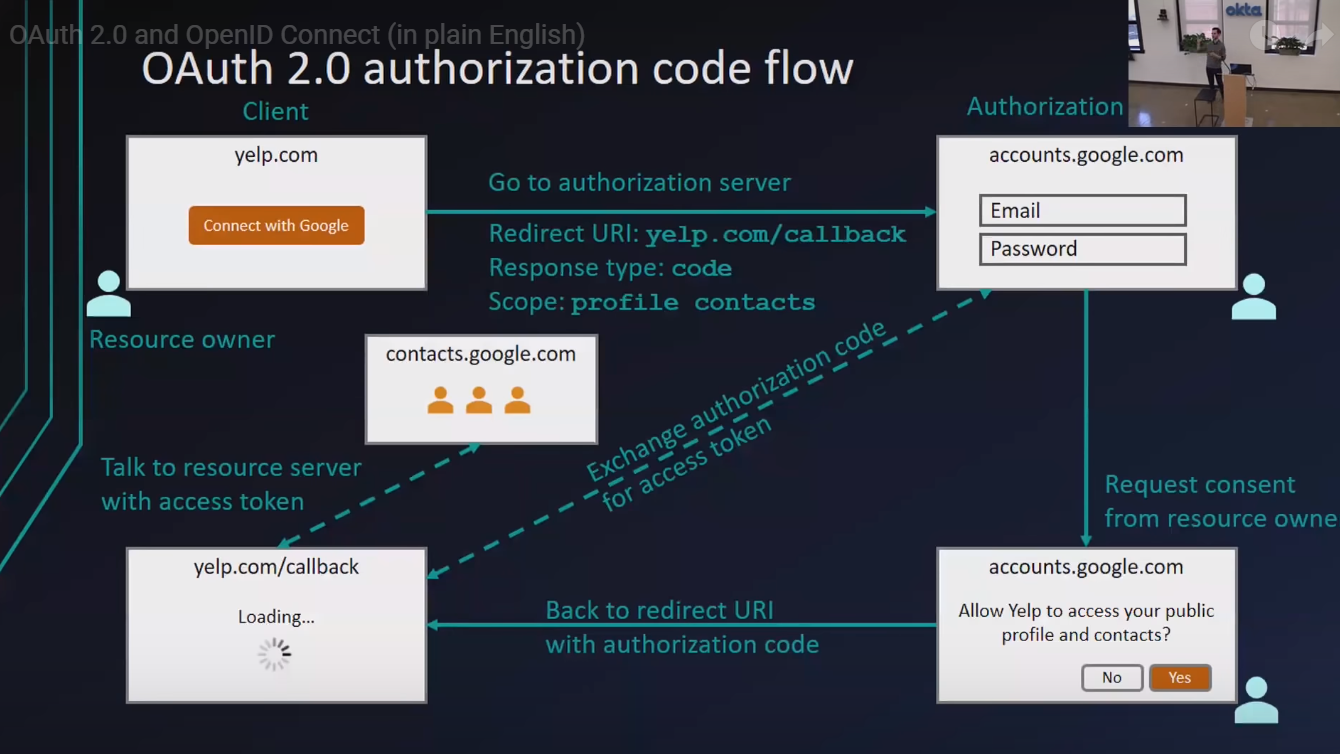 OAuth 2.0 and OpenID Connect (in plain English)
okta
OAuth 2.0 authorization code flow
Client
Authorization
yelp.com
Connect with Google
Go to authorization server
Redirect URI: yelp.com/callback
Response type: code
Scope: profile contacts
accounts.google.com
Email
Password
Resource owner
contacts.google.com
Exchange authorization code
for access token
Talk to resource server
with access token
Request consent
from resource owne
yelp.com/callback
Loading...
Back to redirect URI
with authorization code
accounts.google.com
Allow Yelp to access your public
profile and contacts?
No
Yes